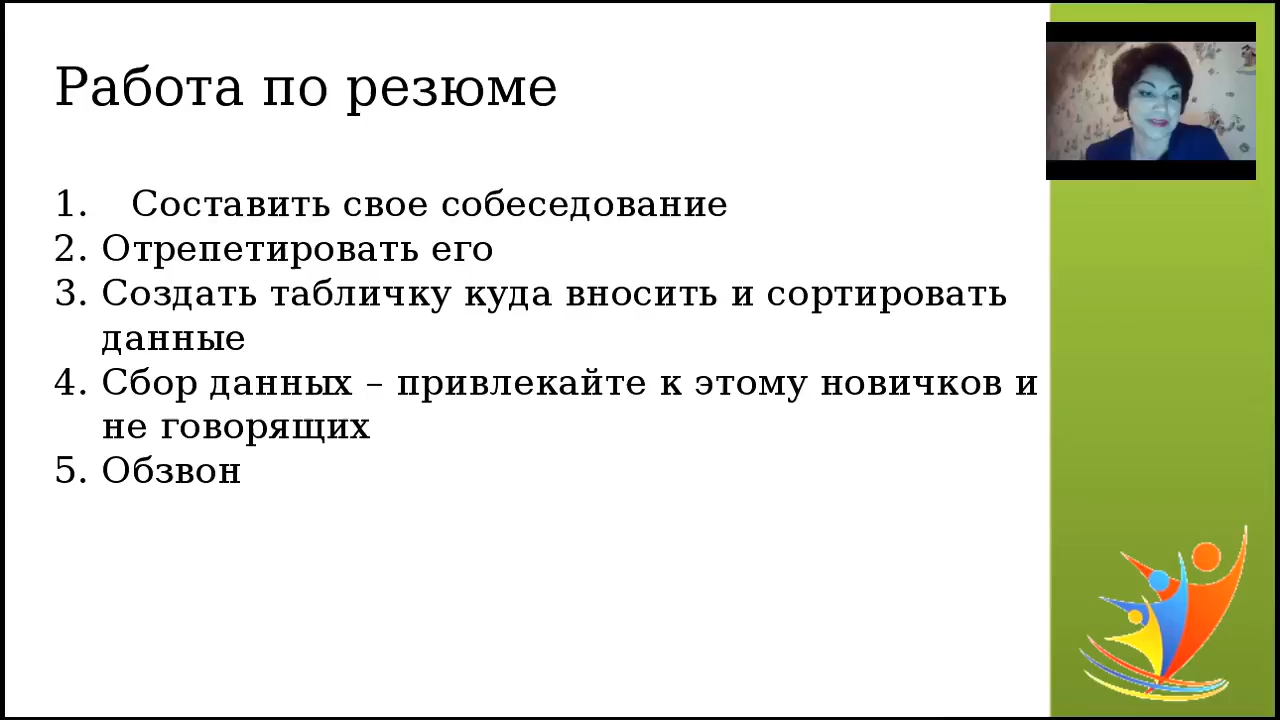 Работа по резюме
1. Составить свое собеседование
2. Отрепетировать его
3. Создать табличку куда вносить и сортировать
данные
4. Сбор данных – привлекайте к этому новичков и
не говорящих
5. Обзвон